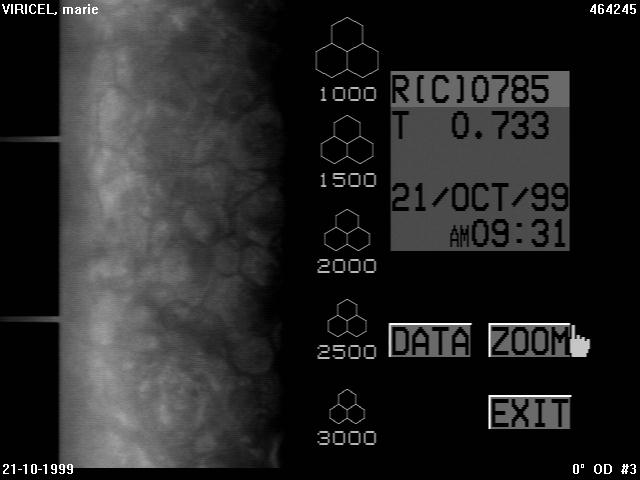 VIRICEL, marie
464245
1000
1500
2000
2500
3000
R[C]0785
T 0.733
21/OCT/99
AM09:31
DATA
ZOOM
EXIT
21-10-1999
0° OD #3